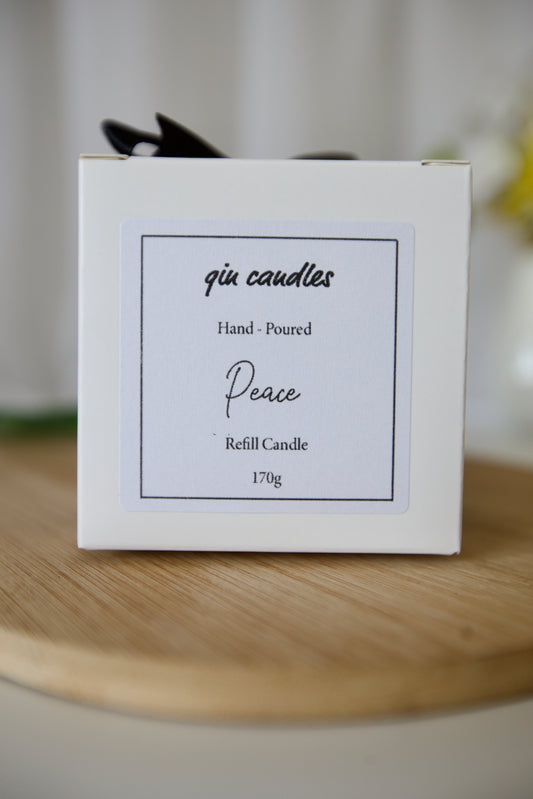 qin candles
Hand - Poured
Peace
Refill Candle
170g